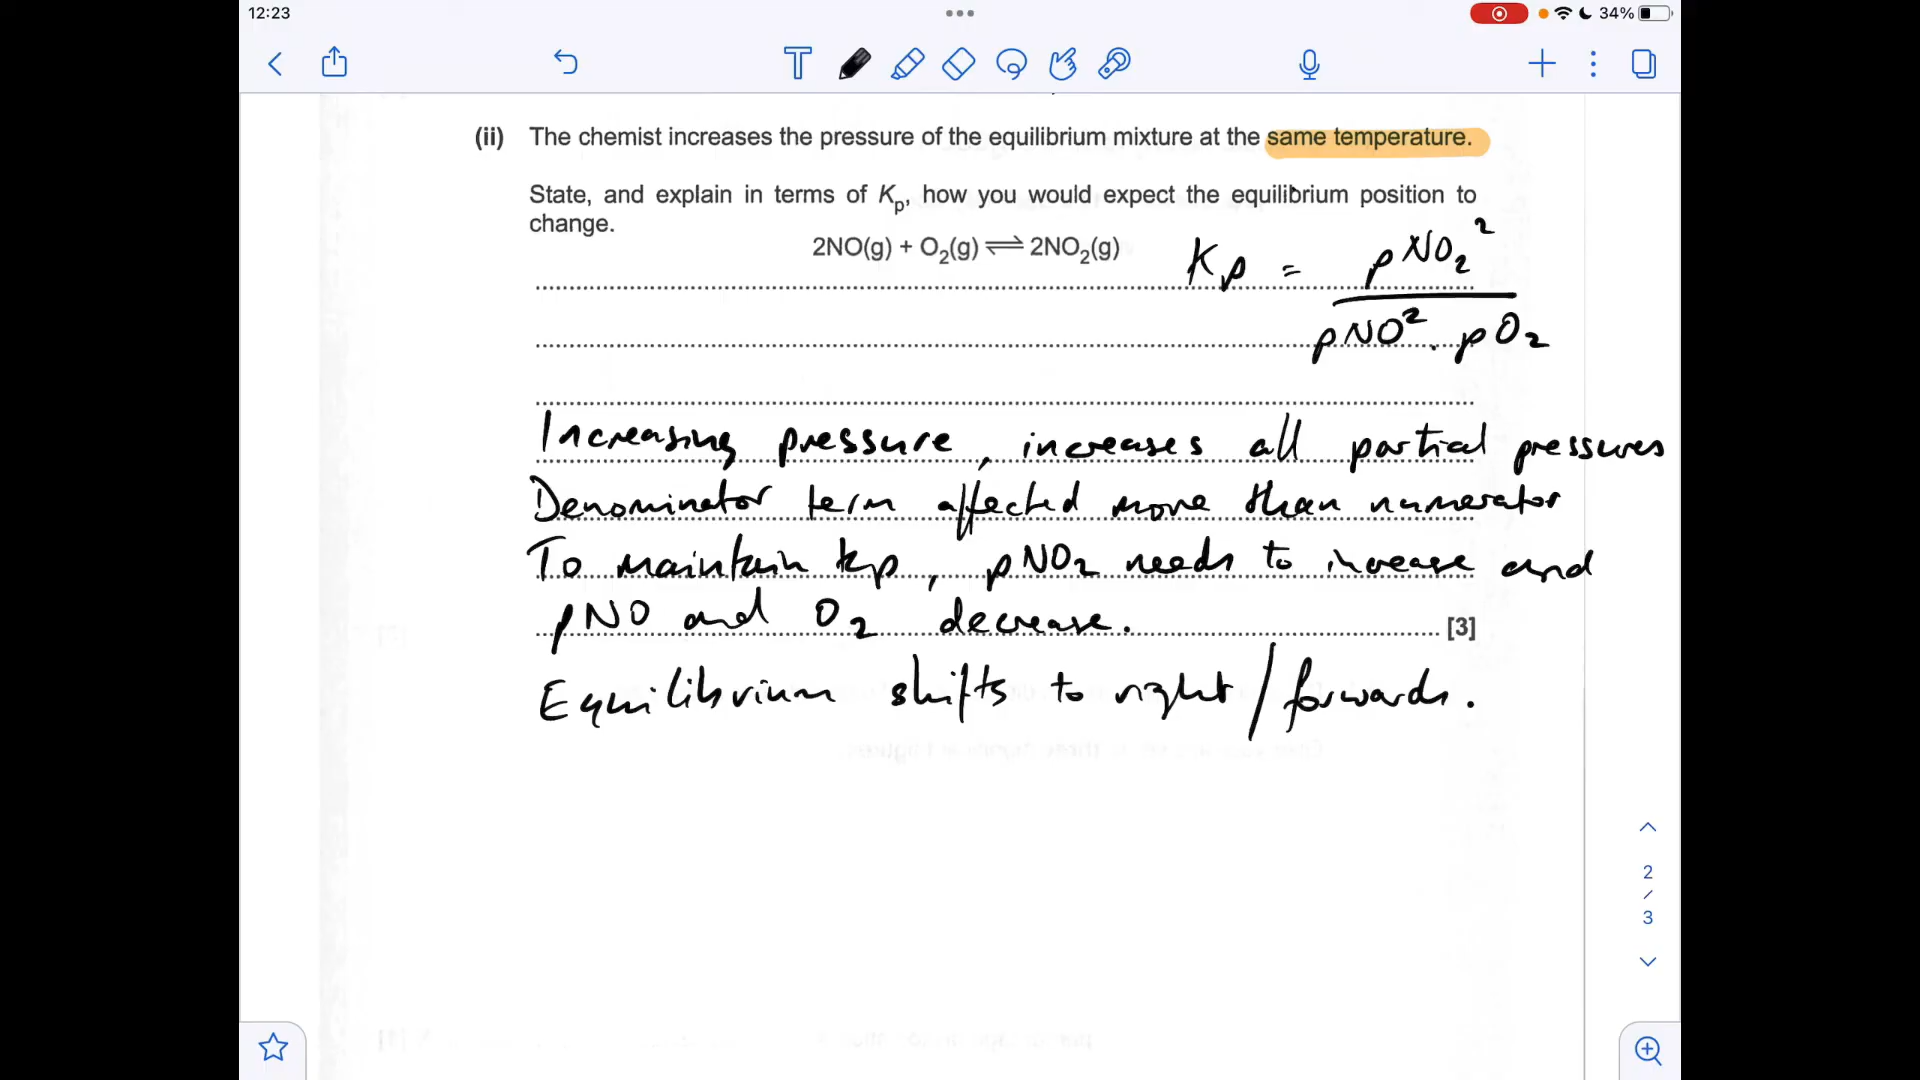 12:23
34%
(ii) The chemist increases the pressure of the equilibrium mixture at the same temperature.
State, and explain in terms of Kp, how you would expect the equilibrium position to
change.
2NO(g) + O2(g) ⇌ 2NO2(g)
Kp = pNO2²
pNO² . pO2
Increasing pressure, increases all partial pressures
Denominator term affected more than numerator
To maintain kp, pNO2 needs to increase and
pNO and O2 decrease.
[3]
Equilibrium shifts to right/forwards.
2
/
3